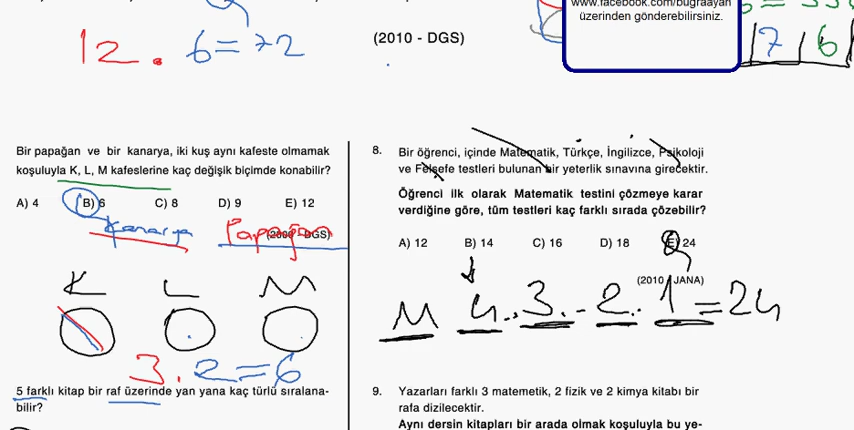 www.facebook.com/bugraayan
üzerinden gönderebilirsiniz.
12 . 6 = 72
(2010 - DGS)
7 6
Bir papağan ve bir kanarya, iki kuş aynı kafeste olmamak
koşuluyla K, L, M kafeslerine kaç değişik biçimde konabilir?
A) 4 B) 6 C) 8 D) 9 E) 12
Kanarya Papağan
K L M
3 . 2 = 6
5 farklı kitap bir raf üzerinde yan yana kaç türlü sıralana-
bilir?
8. Bir öğrenci, içinde Matematik, Türkçe, İngilizce, Psikoloji
ve Felsefe testleri bulunan bir yeterlik sınavına girecektir.
Öğrenci ilk olarak Matematik testini çözmeye karar
verdiğine göre, tüm testleri kaç farklı sırada çözebilir?
A) 12 B) 14 C) 16 D) 18 E) 24
(2010 JANA)
M 4 . 3 . 2 . 1 = 24
9. Yazarları farklı 3 matemetik, 2 fizik ve 2 kimya kitabı bir
rafa dizilecektir.
Aynı dersin kitapları bir arada olmak koşuluyla bu ye-